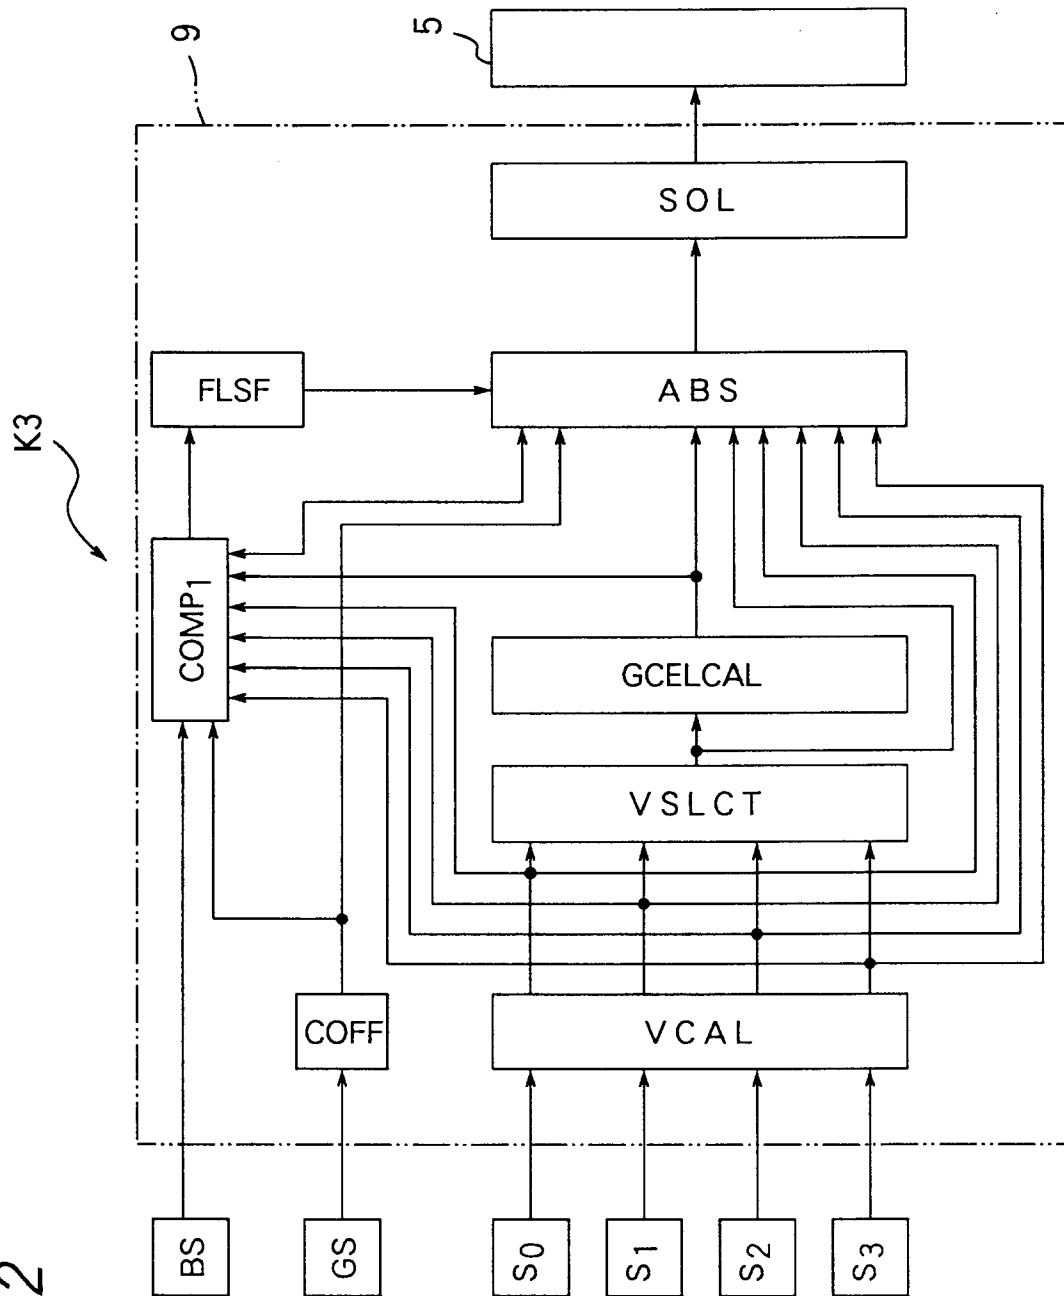 2
K3
9
5
BS
GS
S0
S1
S2
S3
COFF
VCAL
VSLCT
GCELCAL
COMP1
FLSF
ABS
SOL